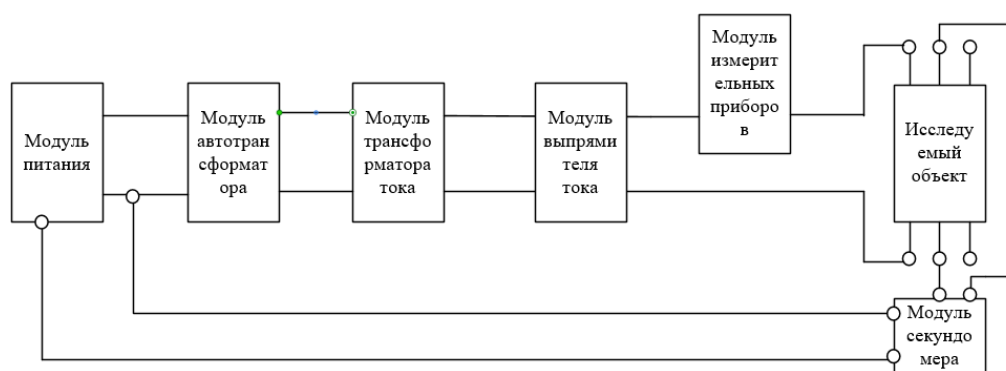 Модуль
питания
Модуль
автотран
сформат
ора
Модуль
трансфо
рматора
тока
Модуль
выпрями
теля
тока
Модуль
измерит
ельных
приборо
в
Исследу
емый
объект
Модуль
секундо
мера